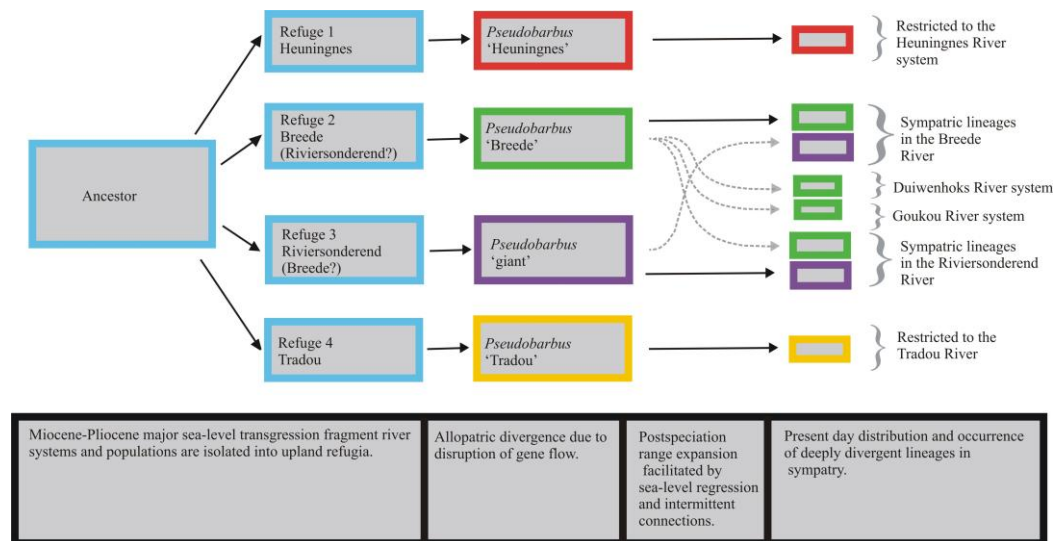 Ancestor
Refuge 1
Heuningnes
Pseudobarbus
‘Heuningnes’
Restricted to the
Heuningnes River
system
Refuge 2
Breede
(Riviersonderend?)
Pseudobarbus
‘Breede’
Sympatric lineages
in the Breede
River
Duiwenhoks River system
Goukou River system
Refuge 3
Riviersonderend
(Breede?)
Pseudobarbus
‘giant’
Sympatric lineages
in the Riviersonderend
River
Refuge 4
Tradou
Pseudobarbus
‘Tradou’
Restricted to the
Tradou River
Miocene-Pliocene major sea-level transgression fragment river
systems and populations are isolated into upland refugia.
Allopatric divergence due to
disruption of gene flow.
Postspeciation
range expansion
facilitated by
sea-level regression
and intermittent
connections.
Present day distribution and occurrence
of deeply divergent lineages in
sympatry.